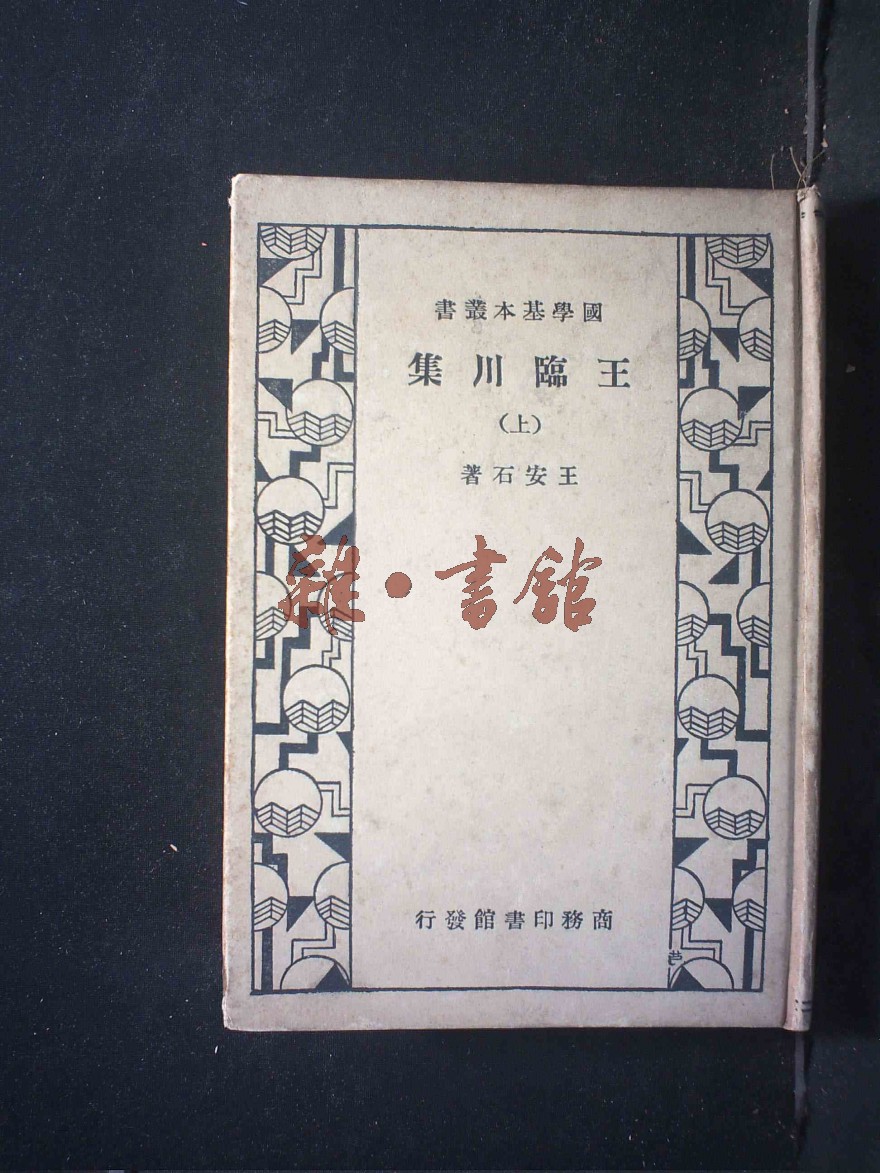 國學基本叢書
王臨川集
（上）
王安石著
雜·書館
商務印書館發行